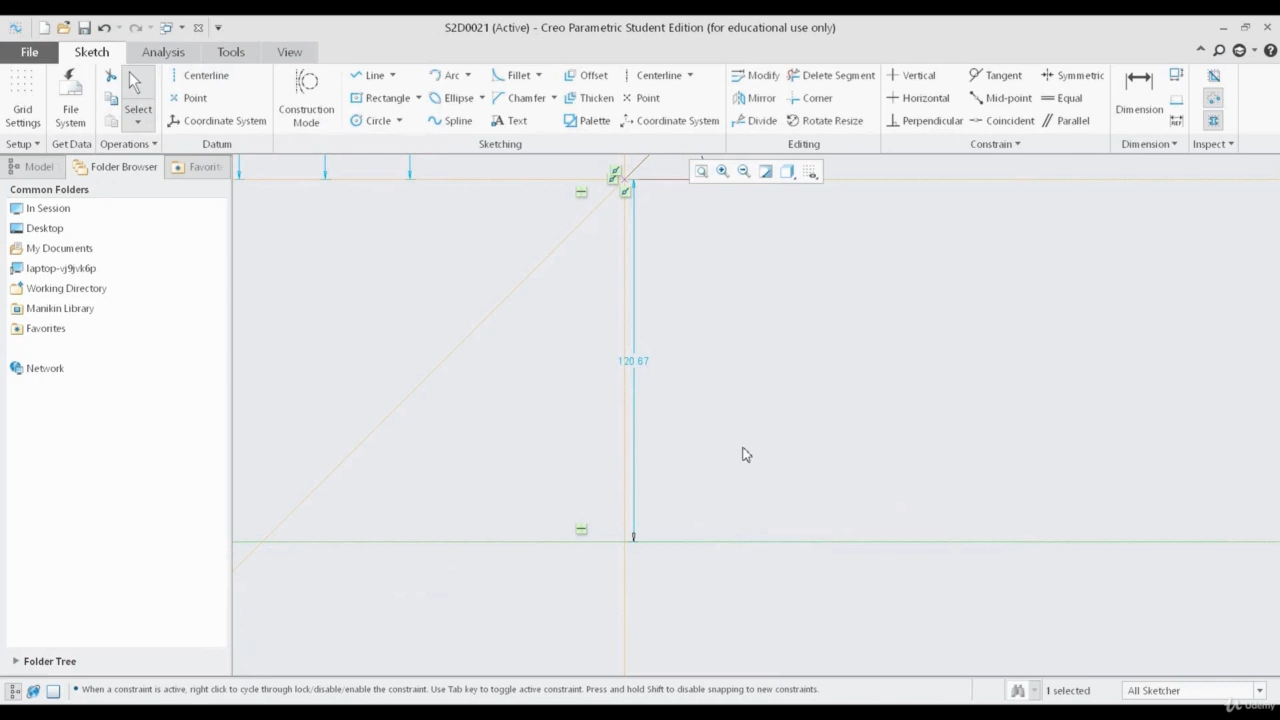 S2D0021 (Active) - Creo Parametric Student Edition (for educational use only)
File Sketch Analysis Tools View
Centerline Line Arc Fillet Offset Centerline Modify Delete Segment Vertical Tangent Symmetric
Point Rectangle Ellipse Chamfer Thicken Point Mirror Corner Horizontal Mid-point Equal
Grid Settings File System Select Construction Mode Dimension
Coordinate System Circle Spline Text Palette Coordinate System Divide Rotate Resize Perpendicular Coincident Parallel
Setup Get Data Operations Datum Sketching Editing Constrain Dimension Inspect
Model Folder Browser Favorit
Common Folders
In Session
Desktop
My Documents
laptop-vj9jvk6p
Working Directory
Manikin Library
Favorites
Network
120.67
Folder Tree
When a constraint is active, right click to cycle through lock/disable/enable the constraint. Use Tab key to toggle active constraint. Press and hold Shift to disable snapping to new constraints.
1 selected
All Sketcher
Udemy